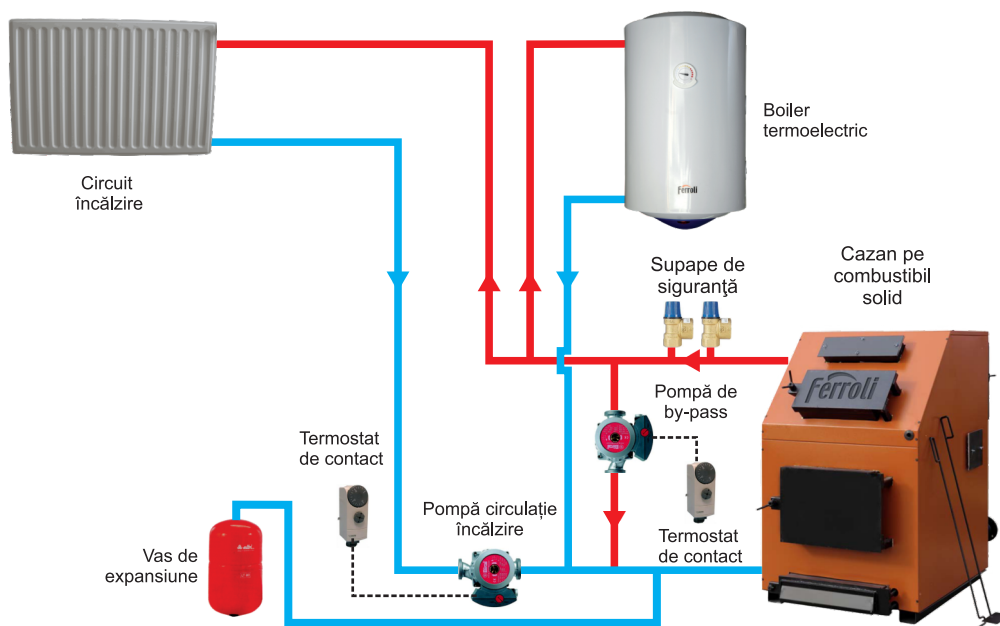 Circuit
încălzire
Boiler
termoelectric
Ferroli
Supape de
siguranţă
Cazan pe
combustibil
solid
Ferroli
Pompă de
by-pass
Termostat
de contact
Pompă circulație
încălzire
Termostat
de contact
Vas de
expansiune